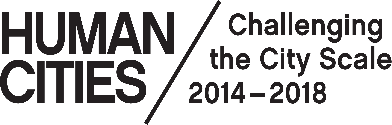 HUMAN
CITIES
Challenging
the City Scale
2014–2018